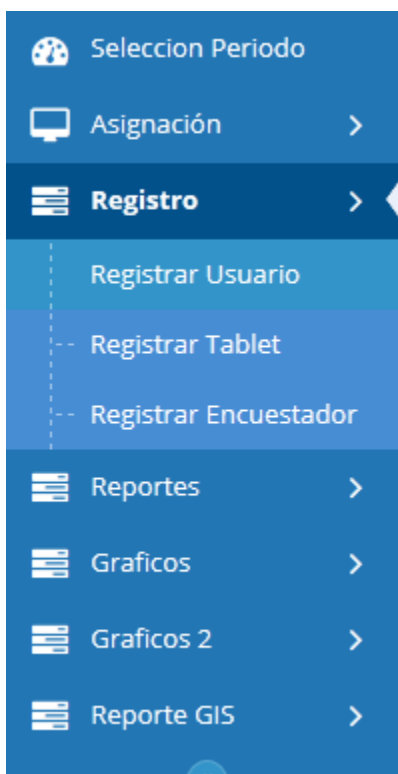 Seleccion Periodo
Asignación
Registro
Registrar Usuario
Registrar Tablet
Registrar Encuestador
Reportes
Graficos
Graficos 2
Reporte GIS